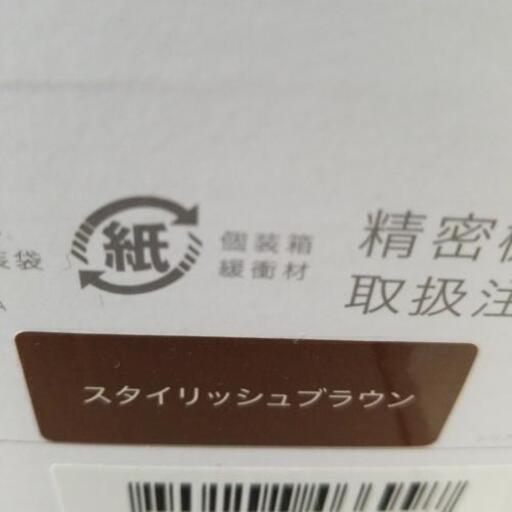 紙
個装箱
緩衝材
精密
取扱注
スタイリッシュブラウン